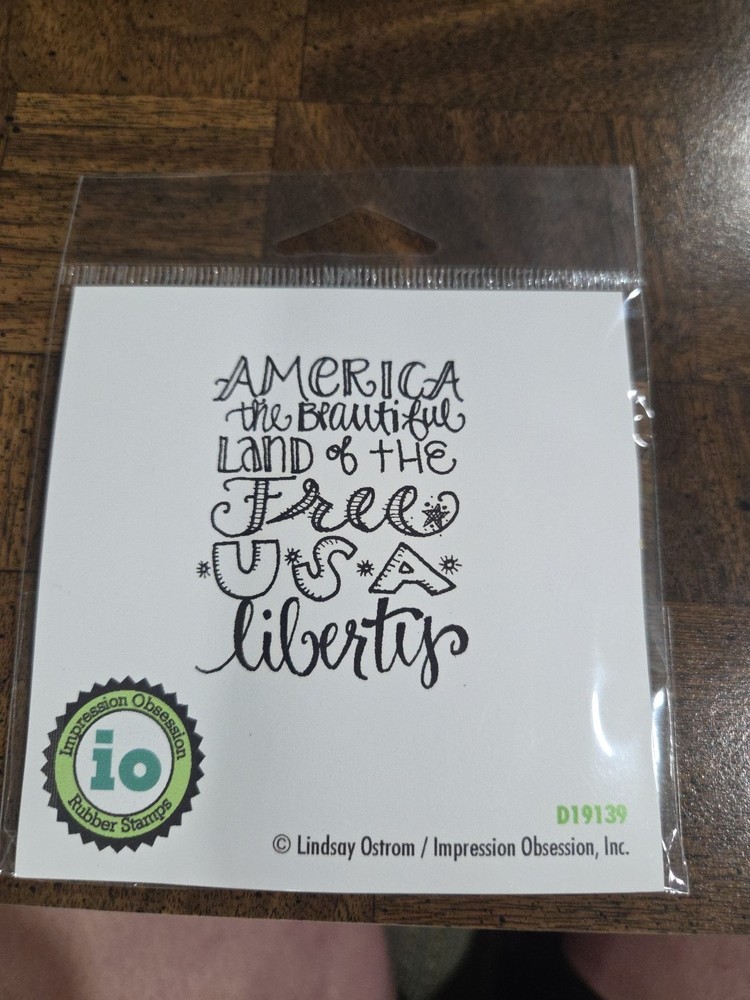 AMERICA
the Beautiful
LAND of THE
Free
USA
liberty
Impression Obsession
io
Rubber Stamps
D19139
© Lindsay Ostrom / Impression Obsession, Inc.